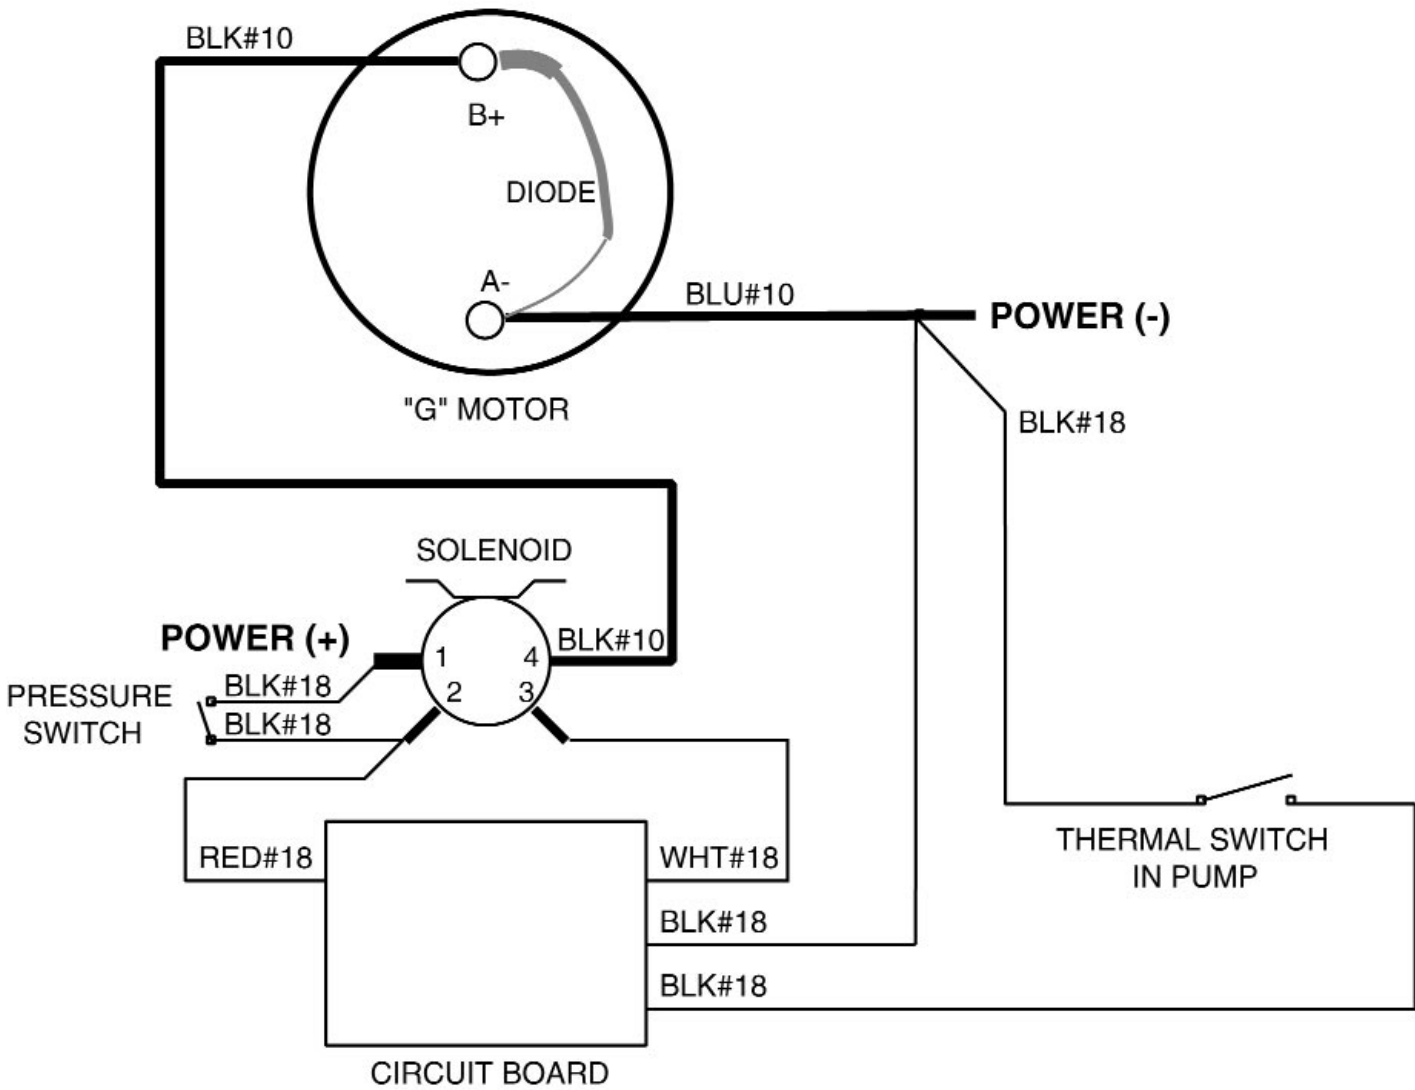 BLK#10
B+
DIODE
A-
BLU#10
POWER (-)
"G" MOTOR
BLK#18
SOLENOID
POWER (+)
BLK#10
1
4
2
3
PRESSURE
SWITCH
BLK#18
BLK#18
RED#18
WHT#18
BLK#18
BLK#18
THERMAL SWITCH
IN PUMP
CIRCUIT BOARD